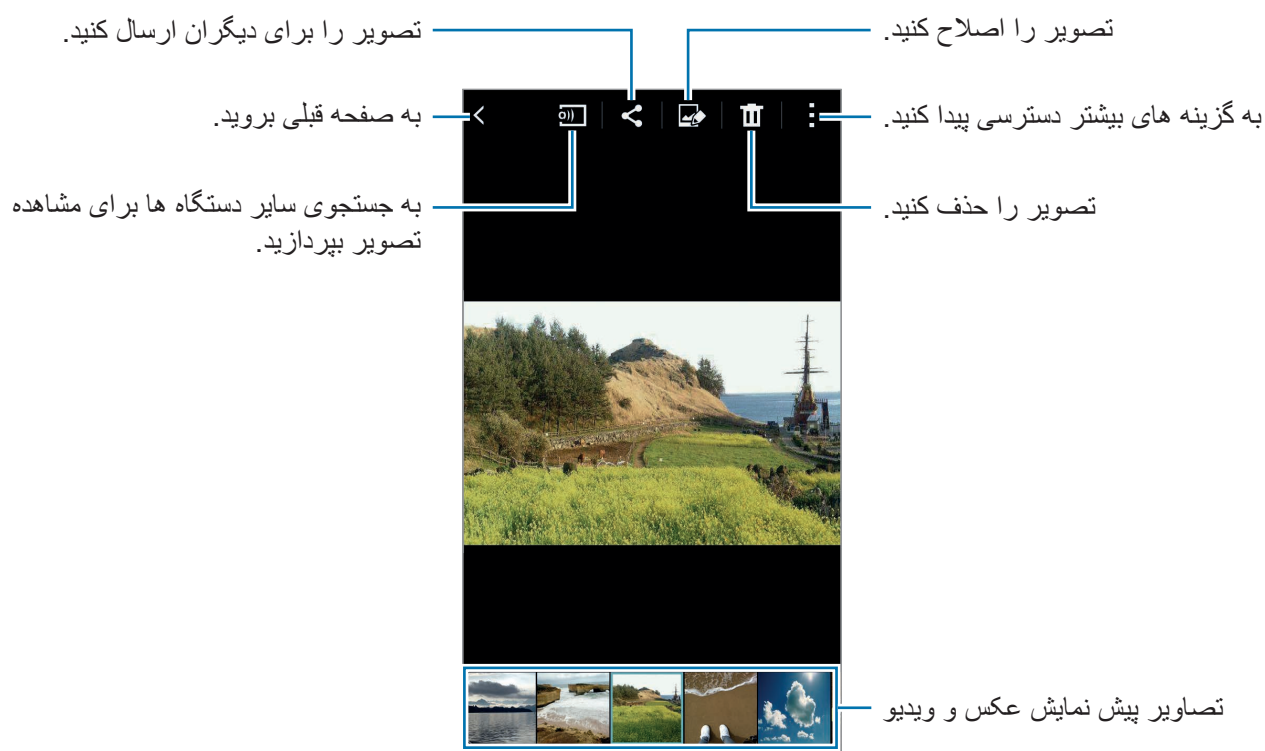 تصویر را اصلاح کنید.
تصویر را برای دیگران ارسال کنید.
به گزینه های بیشتر دسترسی پیدا کنید.
به صفحه قبلی بروید.
تصویر را حذف کنید.
به جستجوی سایر دستگاه ها برای مشاهده
تصویر بپردازید.
تصاویر پیش نمایش عکس و ویدیو